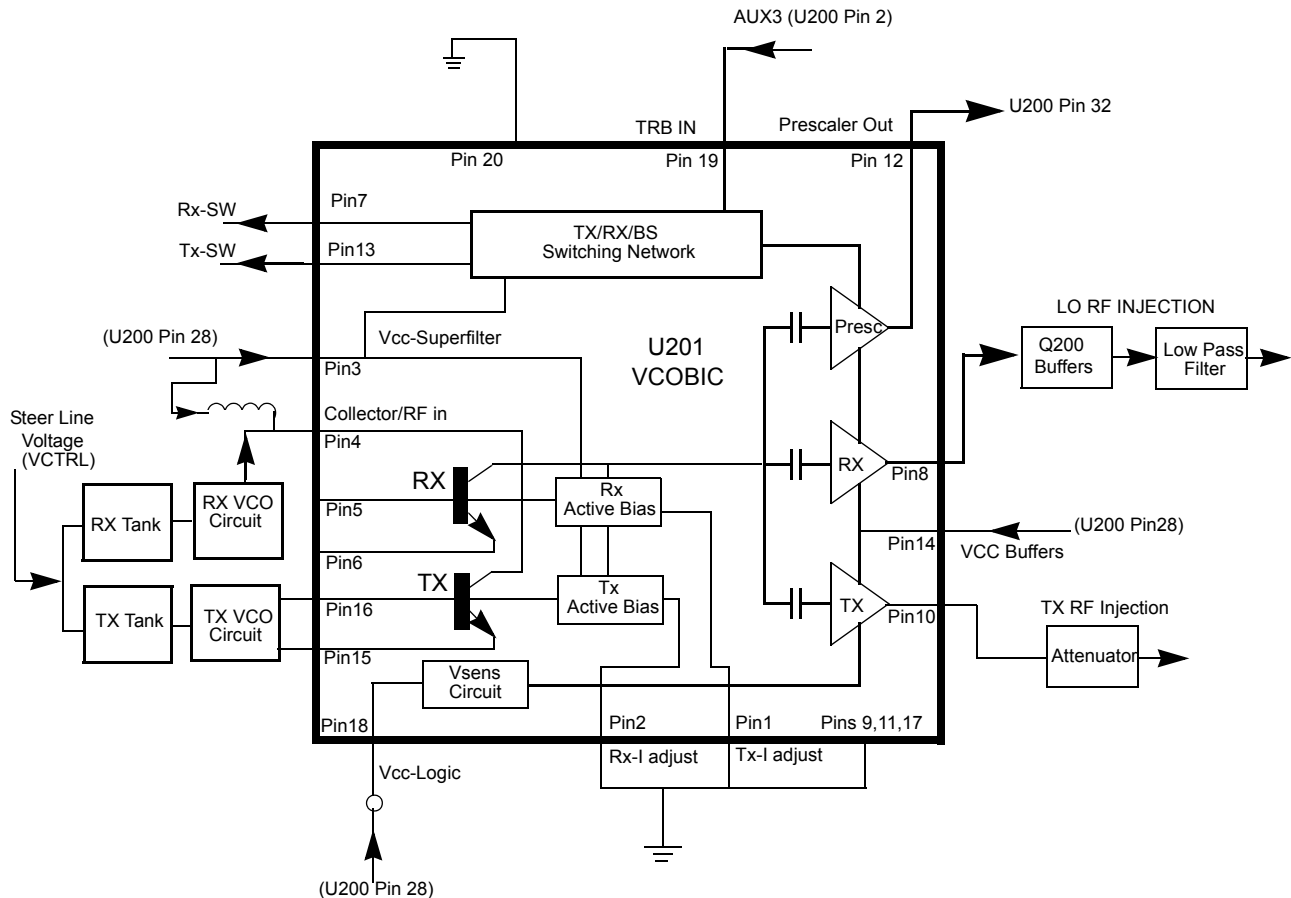 AUX3 (U200 Pin 2)
U200 Pin 32
TRB IN
Prescaler Out
Pin 20
Pin 19
Pin 12
Rx-SW
Pin7
Tx-SW
Pin13
TX/RX/BS
Switching Network
(U200 Pin 28)
Vcc-Superfilter
Pin3
U201
VCOBIC
Presc
LO RF INJECTION
Q200
Buffers
Low Pass
Filter
Steer Line
Voltage
(VCTRL)
Collector/RF in
Pin4
RX
RX
Pin8
RX Tank
RX VCO
Circuit
Pin5
Rx
Active Bias
Pin6
(U200 Pin28)
Pin14
VCC Buffers
TX Tank
TX VCO
Circuit
TX
Pin16
Pin15
Tx
Active Bias
TX
Pin10
TX RF Injection
Attenuator
Vsens
Circuit
Pin18
Pin2
Pin1
Pins 9,11,17
Rx-I adjust
Tx-I adjust
Vcc-Logic
(U200 Pin 28)